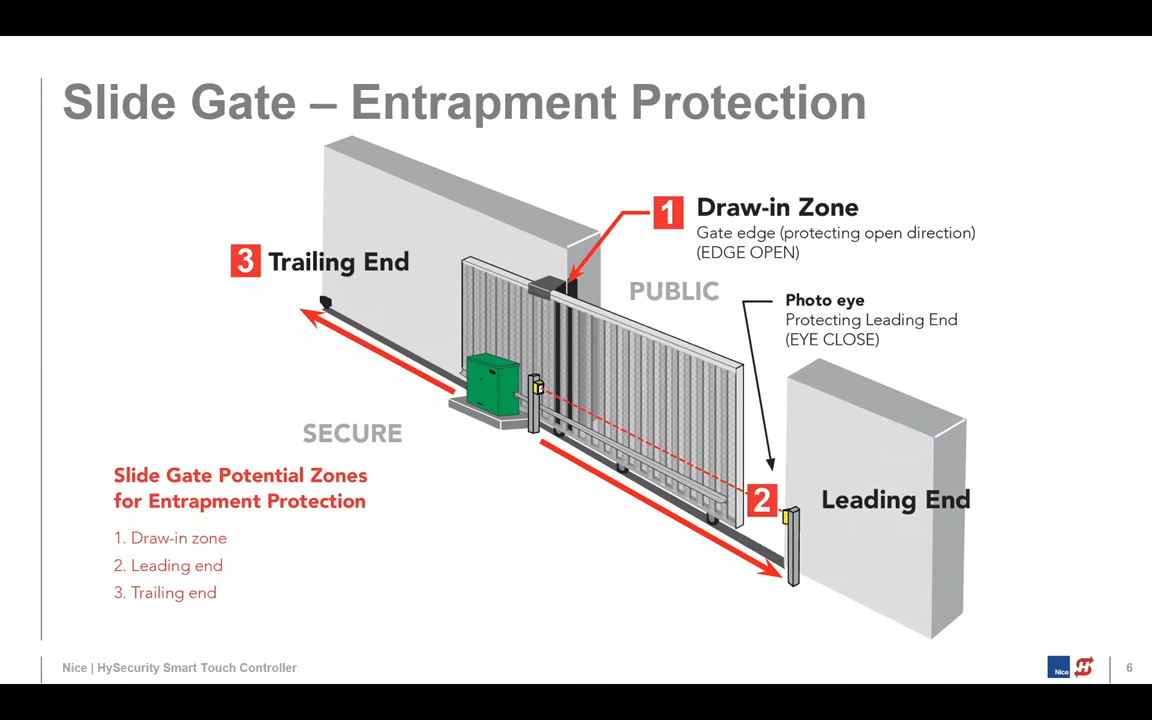 Slide Gate – Entrapment Protection
1 Draw-in Zone
Gate edge (protecting open direction)
(EDGE OPEN)
3 Trailing End
PUBLIC
Photo eye
Protecting Leading End
(EYE CLOSE)
SECURE
2 Leading End
Slide Gate Potential Zones
for Entrapment Protection
1. Draw-in zone
2. Leading end
3. Trailing end
Nice | HySecurity Smart Touch Controller
Nice
H
6